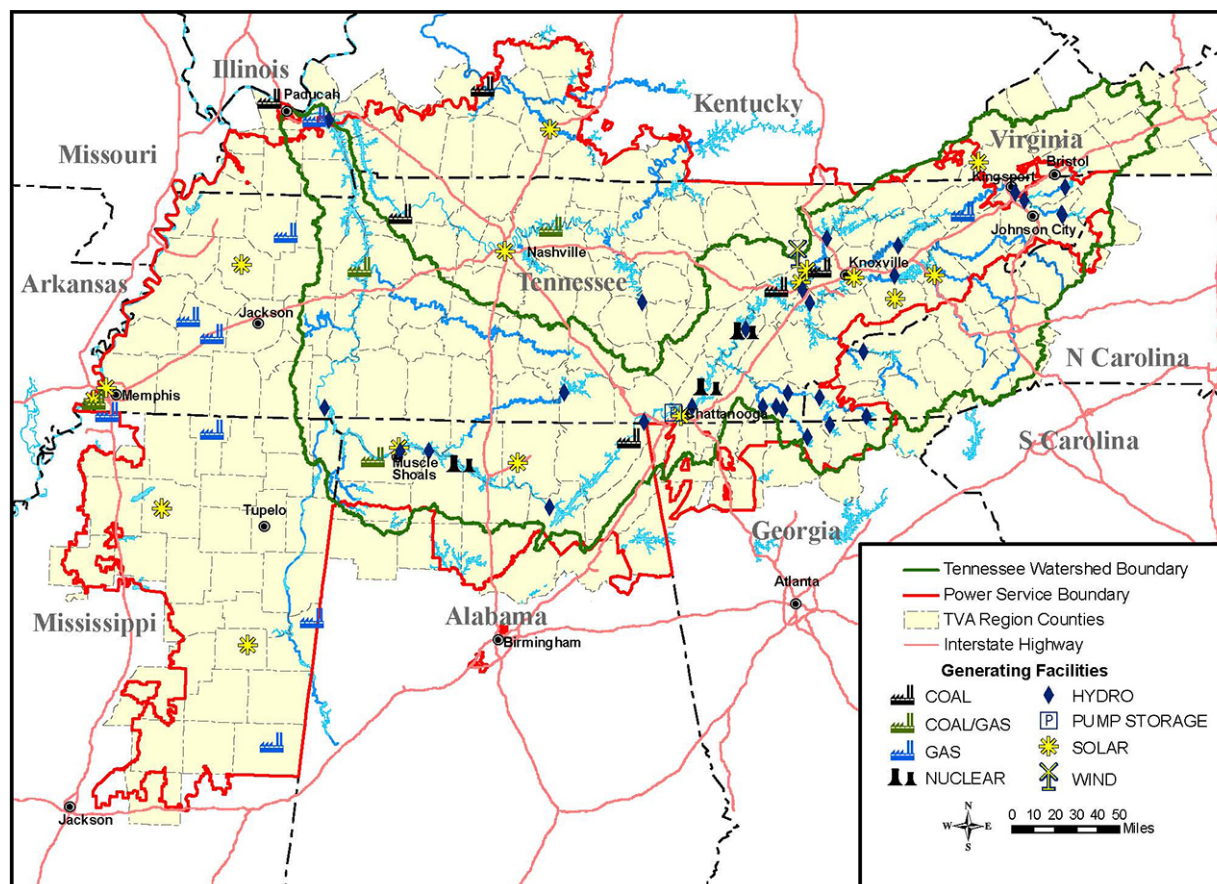 Illinois
Paducah
Kentucky
Missouri
Virginia
Bristol
Kingsport
Johnson City
Nashville
Tennessee
Knoxville
Arkansas
Jackson
N Carolina
Memphis
Chattanooga
S Carolina
Muscle
Shoals
Tupelo
Georgia
Atlanta
Mississippi
Alabama
Birmingham
Jackson
Tennessee Watershed Boundary
Power Service Boundary
TVA Region Counties
Interstate Highway
Generating Facilities
COAL
HYDRO
COAL/GAS
P
PUMP STORAGE
GAS
SOLAR
NUCLEAR
WIND
N
W
E
S
0 10 20 30 40 50
Miles
P